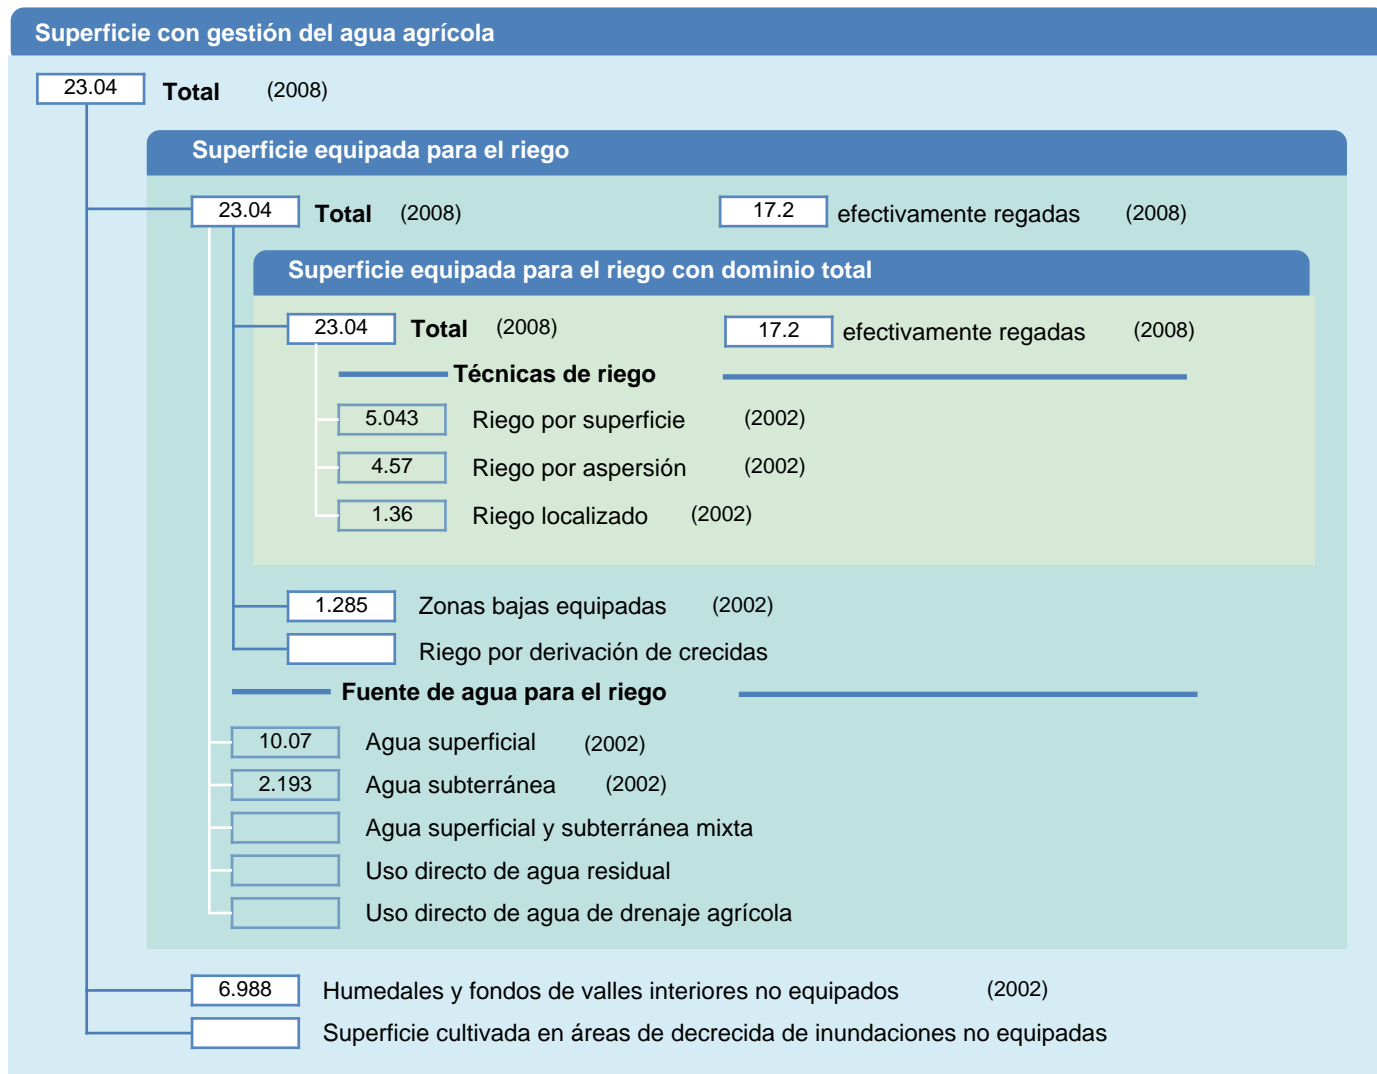 Superficie con gestión del agua agrícola
23.04 Total (2008)
Superficie equipada para el riego
23.04 Total (2008) 17.2 efectivamente regadas (2008)
Superficie equipada para el riego con dominio total
23.04 Total (2008) 17.2 efectivamente regadas (2008)
Técnicas de riego
5.043 Riego por superficie (2002)
4.57 Riego por aspersión (2002)
1.36 Riego localizado (2002)
1.285 Zonas bajas equipadas (2002)
Riego por derivación de crecidas
Fuente de agua para el riego
10.07 Agua superficial (2002)
2.193 Agua subterránea (2002)
Agua superficial y subterránea mixta
Uso directo de agua residual
Uso directo de agua de drenaje agrícola
6.988 Humedales y fondos de valles interiores no equipados (2002)
Superficie cultivada en áreas de decrecida de inundaciones no equipadas